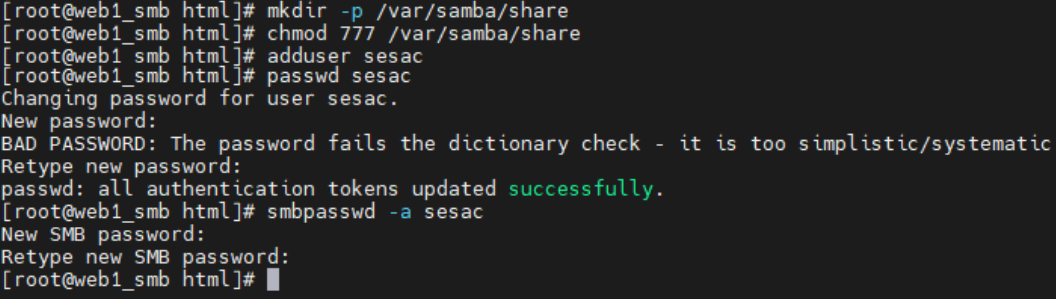 [root@web1_smb html]# mkdir -p /var/samba/share
[root@web1_smb html]# chmod 777 /var/samba/share
[root@web1_smb html]# adduser sesac
[root@web1_smb html]# passwd sesac
Changing password for user sesac.
New password:
BAD PASSWORD: The password fails the dictionary check - it is too simplistic/systematic
Retype new password:
passwd: all authentication tokens updated successfully.
[root@web1_smb html]# smbpasswd -a sesac
New SMB password:
Retype new SMB password:
[root@web1_smb html]#